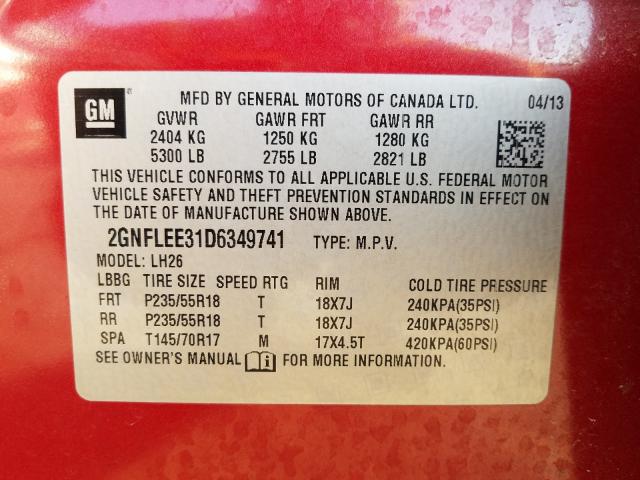 GM
MFD BY GENERAL MOTORS OF CANADA LTD. 04/13
GVWR GAWR FRT GAWR RR
2404 KG 1250 KG 1280 KG
5300 LB 2755 LB 2821 LB
THIS VEHICLE CONFORMS TO ALL APPLICABLE U.S. FEDERAL MOTOR
VEHICLE SAFETY AND THEFT PREVENTION STANDARDS IN EFFECT ON
THE DATE OF MANUFACTURE SHOWN ABOVE.
2GNFLEE31D6349741 TYPE: M.P.V.
MODEL: LH26
LBBG TIRE SIZE SPEED RTG RIM COLD TIRE PRESSURE
FRT P235/55R18 T 18X7J 240KPA(35PSI)
RR P235/55R18 T 18X7J 240KPA(35PSI)
SPA T145/70R17 M 17X4.5T 420KPA(60PSI)
SEE OWNER'S MANUAL FOR MORE INFORMATION.